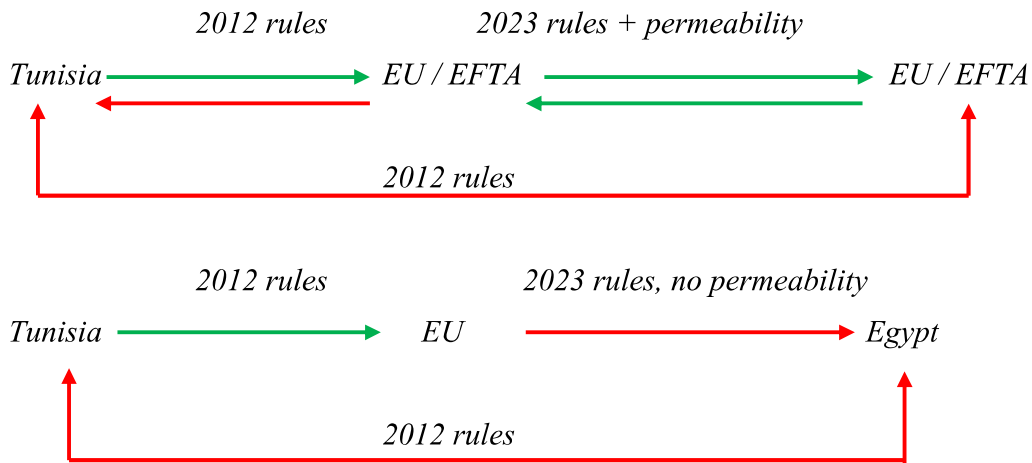 2012 rules 2023 rules + permeability
Tunisia EU / EFTA EU / EFTA
2012 rules
2012 rules 2023 rules, no permeability
Tunisia EU Egypt
2012 rules